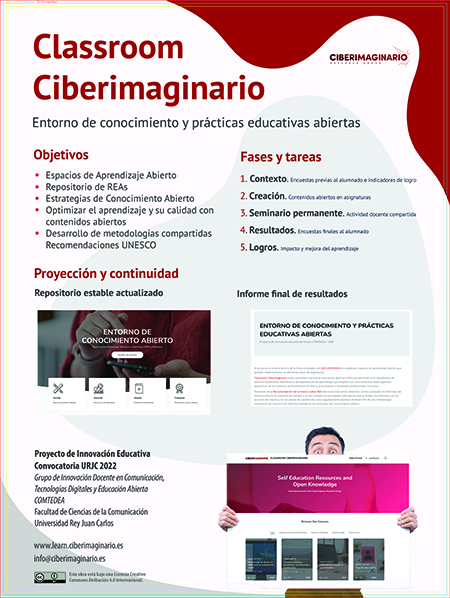 Classroom
Ciberimaginario
CIBERIMAGINARIO
RESEARCH GROUP
Entorno de conocimiento y prácticas educativas abiertas
Objetivos
• Espacios de Aprendizaje Abierto
• Repositorio de REAs
• Estrategias de Conocimiento Abierto
• Optimizar el aprendizaje y su calidad con
contenidos abiertos
• Desarrollo de metodologías compartidas
Recomendaciones UNESCO
Fases y tareas
1. Contexto. Encuestas previas al alumnado e indicadores de logro
2. Creación. Contenidos abiertos en asignaturas
3. Seminario permanente. Actividad docente compartida
4. Resultados. Encuestas finales al alumnado
5. Logros. Impacto y mejora del aprendizaje
Proyección y continuidad
Repositorio estable actualizado
ENTORNO DE
CONOCIMIENTO ABIERTO
Informe final de resultados
ENTORNO DE CONOCIMIENTO Y PRÁCTICAS
EDUCATIVAS ABIERTAS
Proyecto de Innovación Educativa
Convocatoria URJC 2022
Grupo de Innovación Docente en Comunicación,
Tecnologías Digitales y Educación Abierta
COMTEDEA
Facultad de Ciencias de la Comunicación
Universidad Rey Juan Carlos
www.learn.ciberimaginario.es
info@ciberimaginario.es
Esta obra está bajo una Licencia Creative
Commons Atribución 4.0 Internacional.
CIBERIMAGINARIO CLASSROOM CIBERIMAGINARIO
Self Education Resources and
Open Knowledge
Browse Our Courses